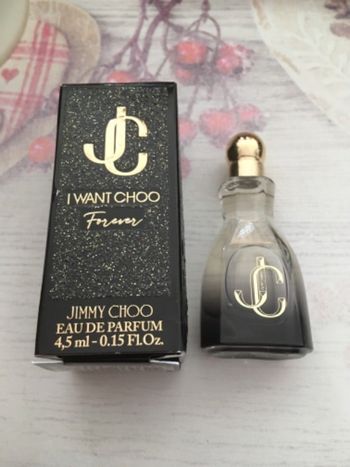 JC
I WANT CHOO
Forever
JIMMY CHOO
EAU DE PARFUM
4,5 ml - 0.15 Fl.Oz.
JC